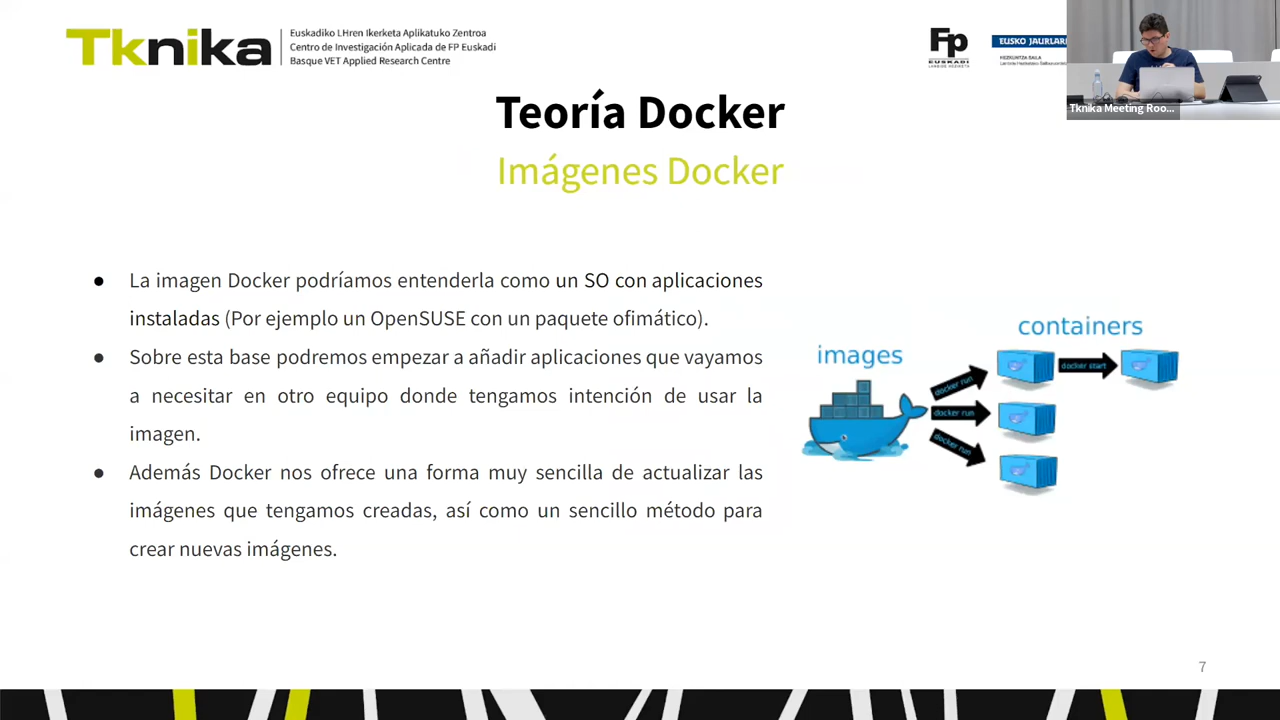 Tknika
Euskadiko LHren Ikerketa Aplikatuko Zentroa
Centro de Investigación Aplicada de FP Euskadi
Basque VET Applied Research Centre
Fp
EUSKADI
LANBIDE HEZIKETA
EUSKO JAURLARI
HEZKUNTZA SAILA
Tknika Meeting Roo...
Teoría Docker
Imágenes Docker
● La imagen Docker podríamos entenderla como un SO con aplicaciones
instaladas (Por ejemplo un OpenSUSE con un paquete ofimático).
● Sobre esta base podremos empezar a añadir aplicaciones que vayamos
a necesitar en otro equipo donde tengamos intención de usar la
imagen.
● Además Docker nos ofrece una forma muy sencilla de actualizar las
imágenes que tengamos creadas, así como un sencillo método para
crear nuevas imágenes.
images
containers
docker run
docker run
docker run
docker start
7